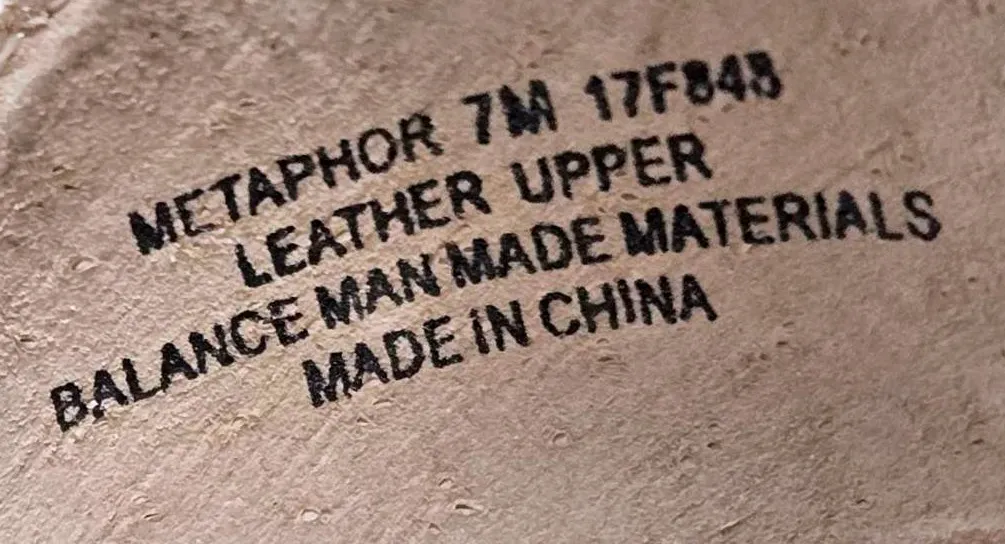 METAPHOR 7M 17F848
LEATHER UPPER
BALANCE MAN MADE MATERIALS
MADE IN CHINA